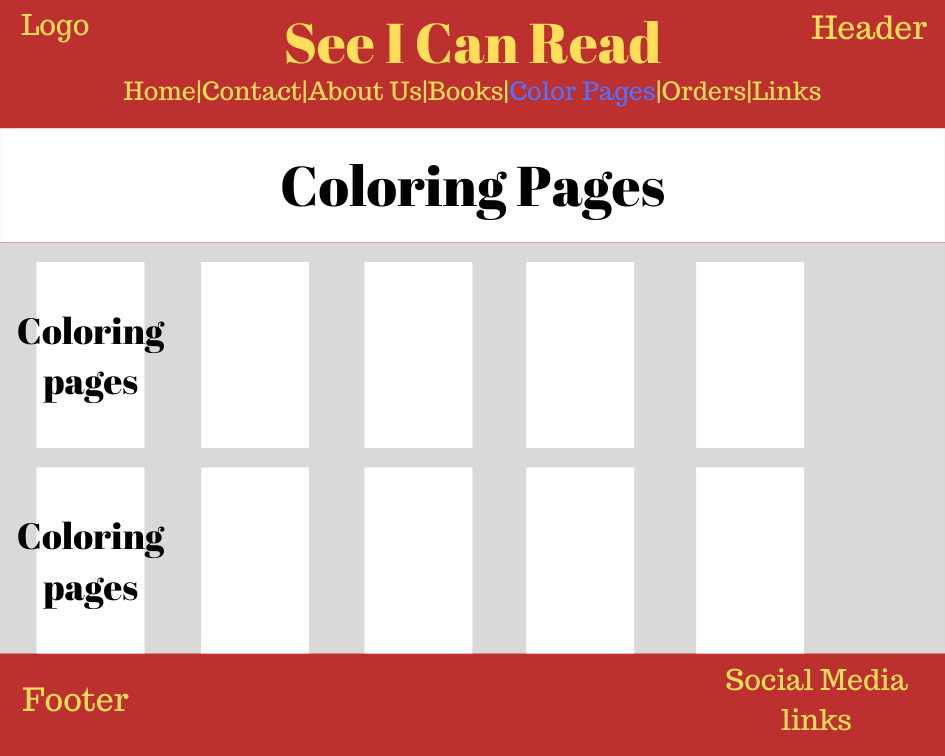 Logo
See I Can Read
Header
Home|Contact|About Us|Books|Color Pages|Orders|Links
Coloring Pages
Coloring
pages
Coloring
pages
Footer
Social Media
links